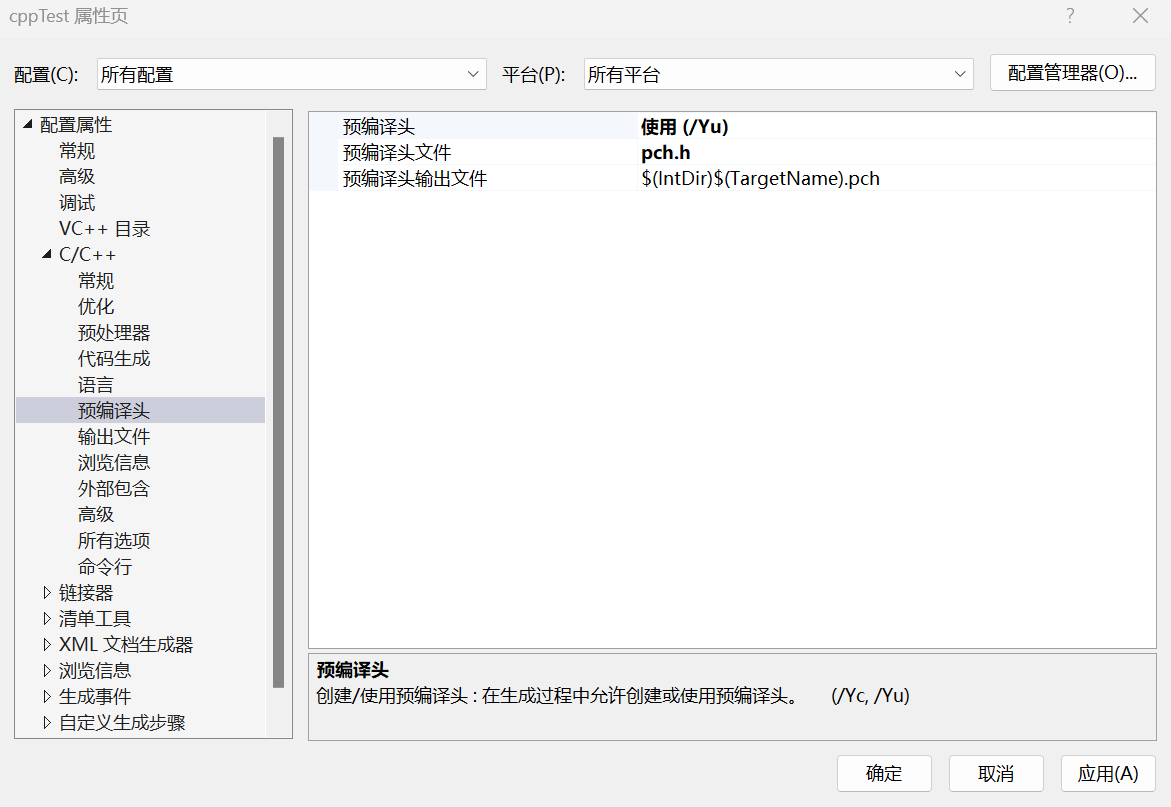 cppTest 属性页
配置(C): 所有配置 平台(P): 所有平台 配置管理器(O)...
配置属性
常规
高级
调试
VC++ 目录
C/C++
常规
优化
预处理器
代码生成
语言
预编译头
输出文件
浏览信息
外部包含
高级
所有选项
命令行
链接器
清单工具
XML 文档生成器
浏览信息
生成事件
自定义生成步骤
预编译头 使用 (/Yu)
预编译头文件 pch.h
预编译头输出文件 $(IntDir)$(TargetName).pch
预编译头
创建/使用预编译头 : 在生成过程中允许创建或使用预编译头。 (/Yc, /Yu)
确定 取消 应用(A)